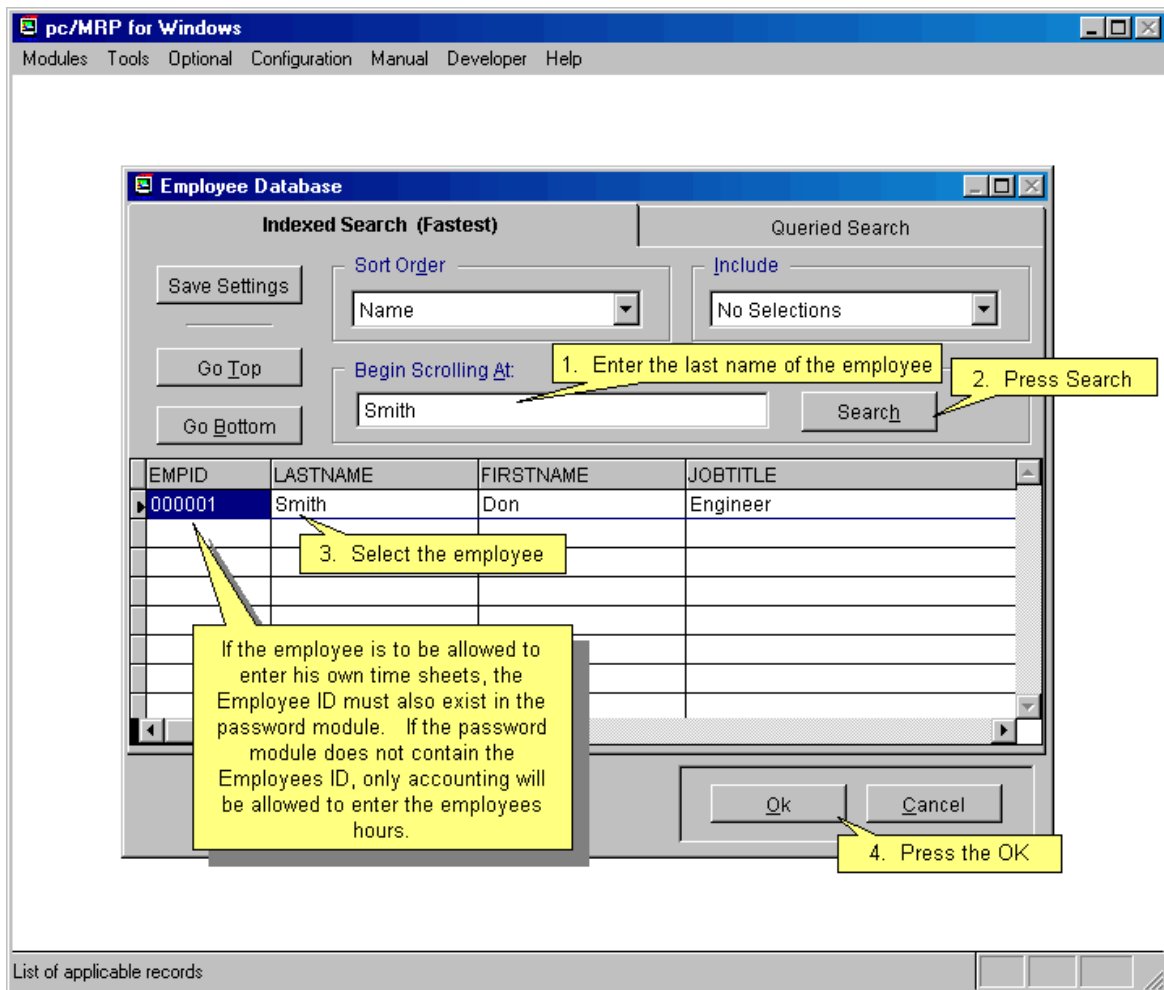 pc/MRP for Windows
Modules Tools Optional Configuration Manual Developer Help
Employee Database
Indexed Search (Fastest)
Queried Search
Save Settings
Sort Order
Name
Include
No Selections
Go Top
Go Bottom
Begin Scrolling At:
1. Enter the last name of the employee
2. Press Search
Smith
Search
EMPID LASTNAME FIRSTNAME JOBTITLE
000001 Smith Don Engineer
3. Select the employee
If the employee is to be allowed to
enter his own time sheets, the
Employee ID must also exist in the
password module. If the password
module does not contain the
Employees ID, only accounting will
be allowed to enter the employees
hours.
Ok
Cancel
4. Press the OK
List of applicable records